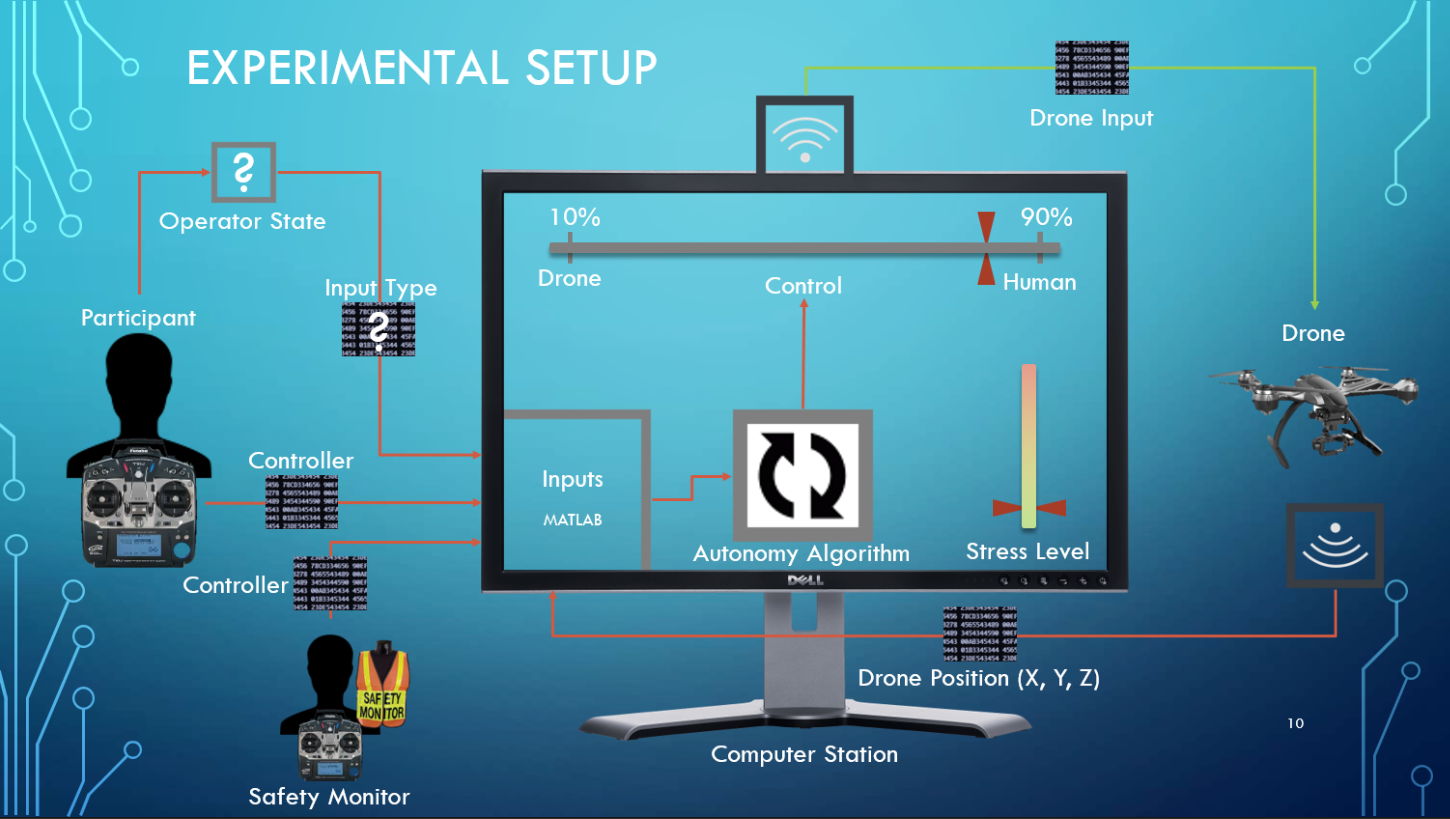 EXPERIMENTAL SETUP
Drone Input
?
Operator State
10%
90%
Drone
Control
Human
Input Type
?
Participant
Drone
Controller
Inputs
MATLAB
Autonomy Algorithm
Stress Level
DELL
Controller
Drone Position (X, Y, Z)
SAFETY
MONITOR
10
Computer Station
Safety Monitor